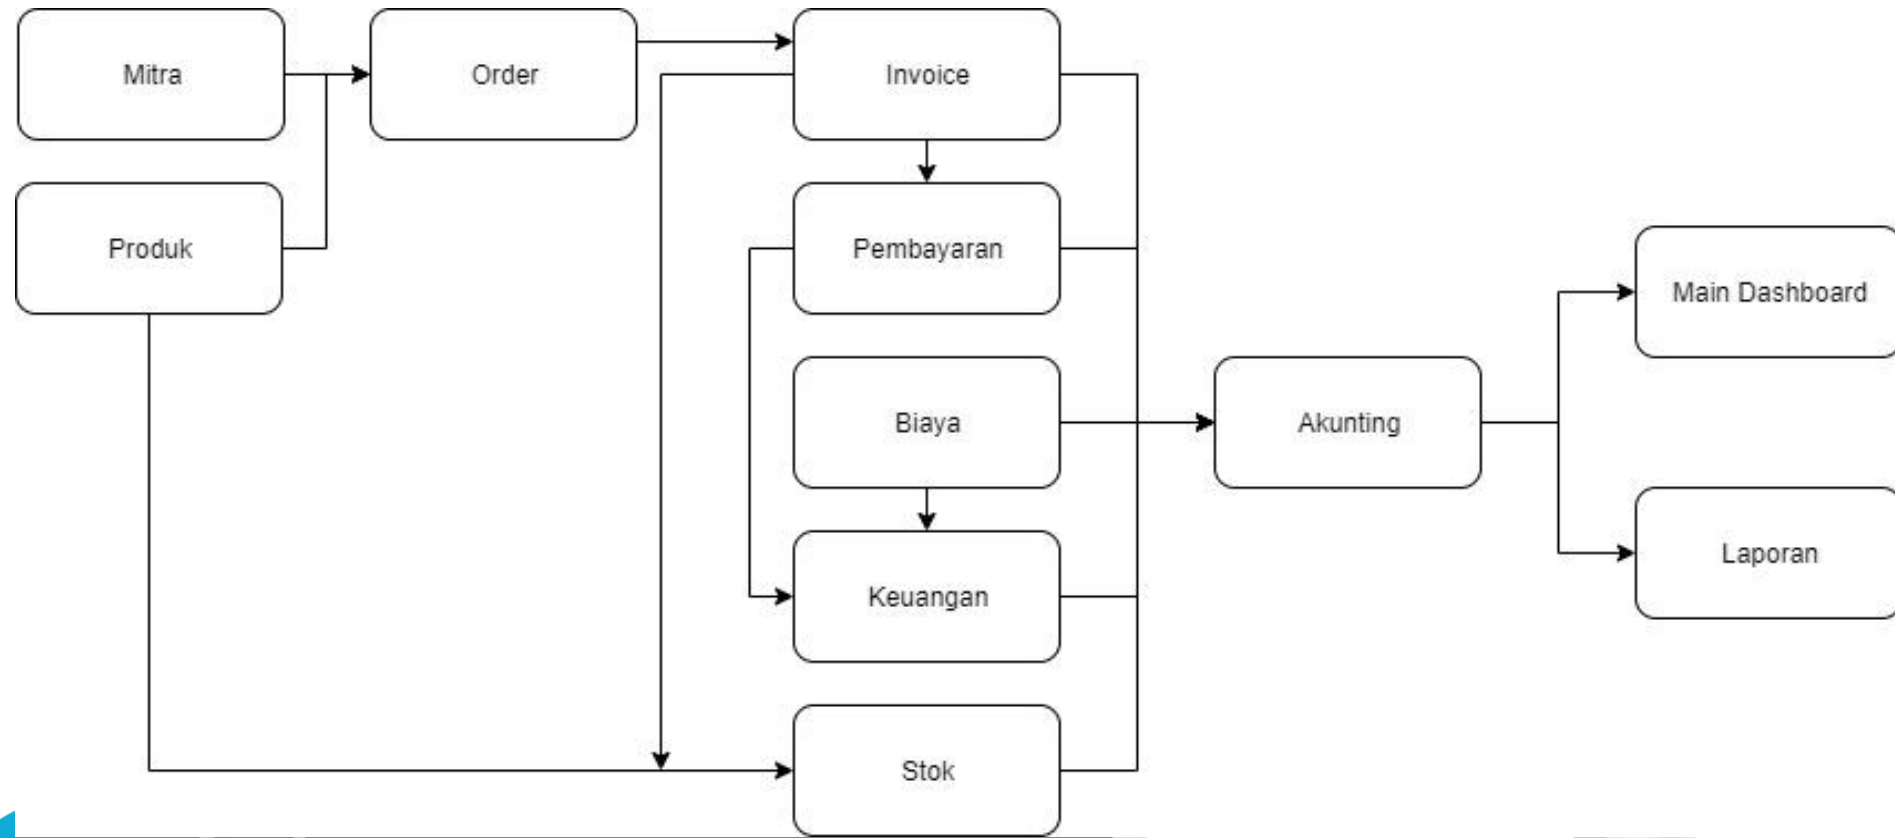 Mitra
Order
Invoice
Produk
Pembayaran
Main Dashboard
Biaya
Akunting
Laporan
Keuangan
Stok